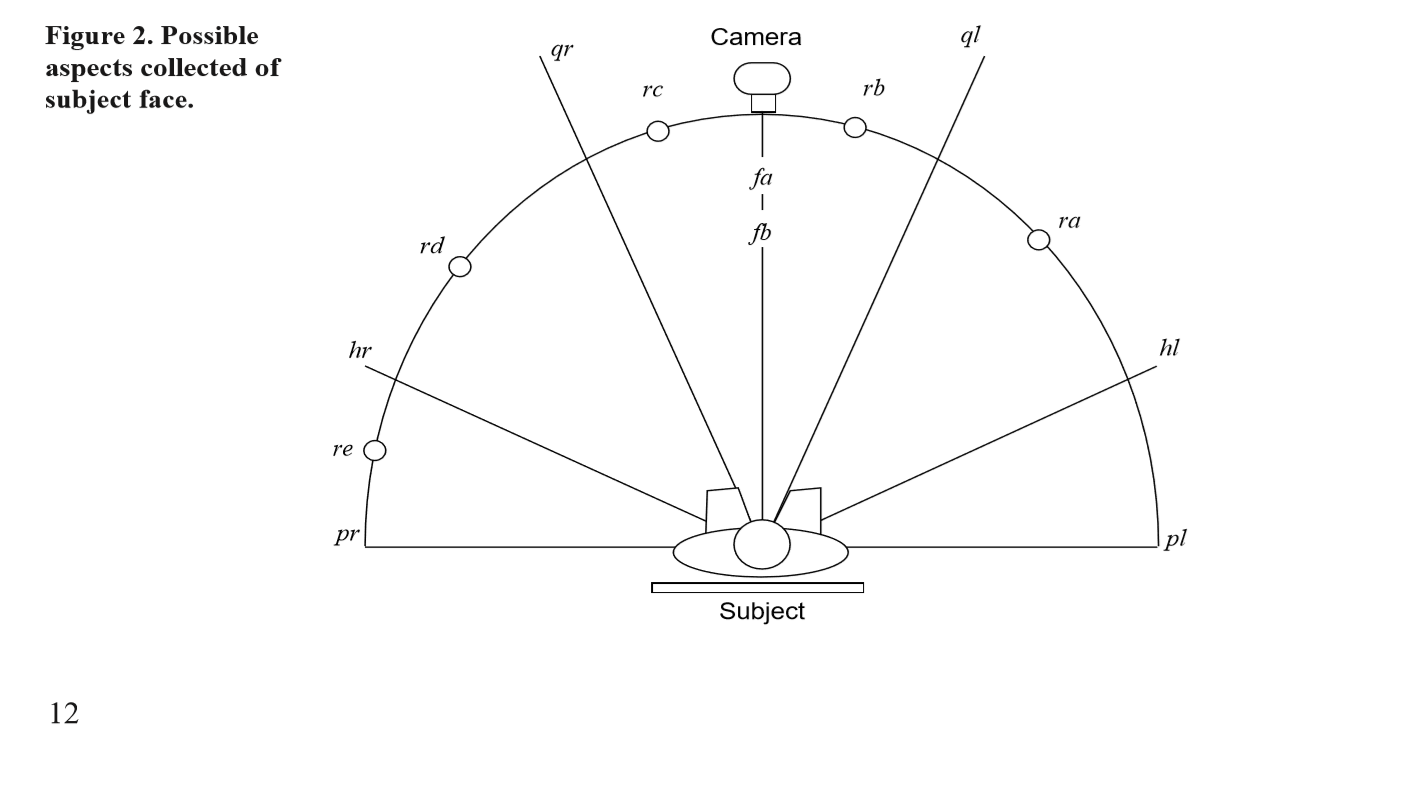 Figure 2. Possible
aspects collected of
subject face.
Camera
qr
ql
rc
rb
fa
fb
ra
rd
hr
hl
re
pr
pl
Subject
12